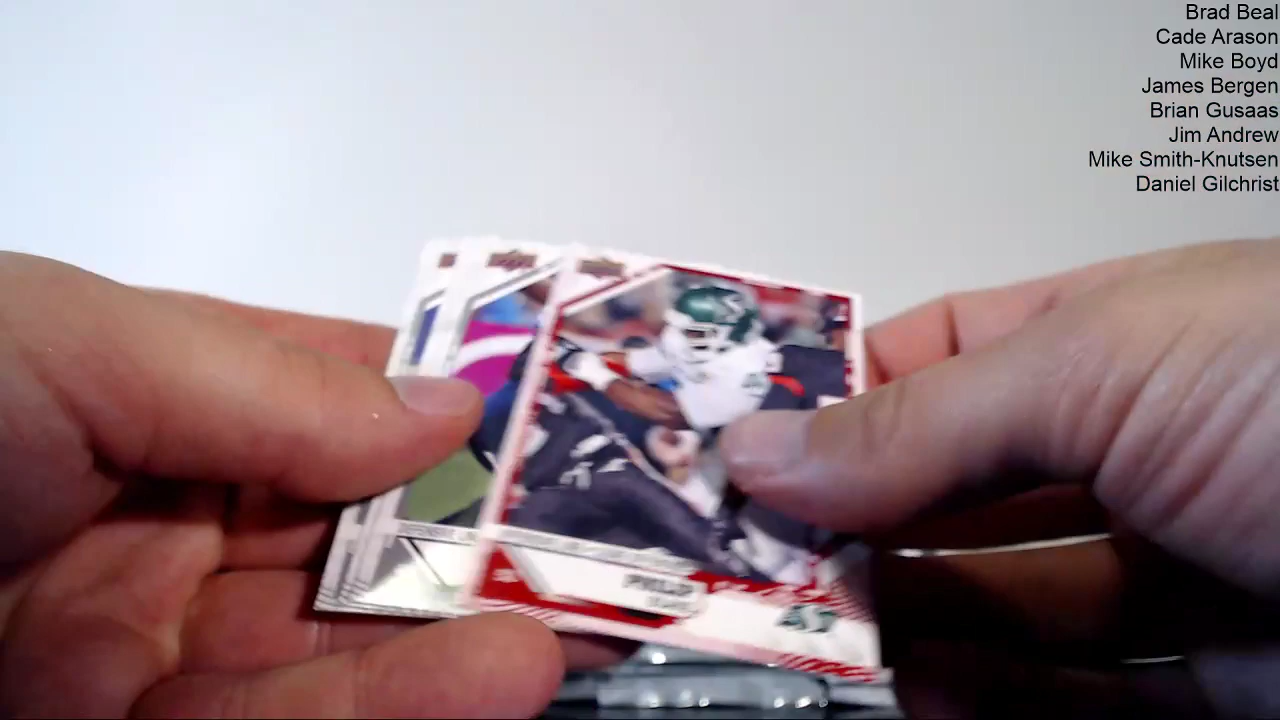 Brad Beal
Cade Arason
Mike Boyd
James Bergen
Brian Gusaas
Jim Andrew
Mike Smith-Knutsen
Daniel Gilchrist